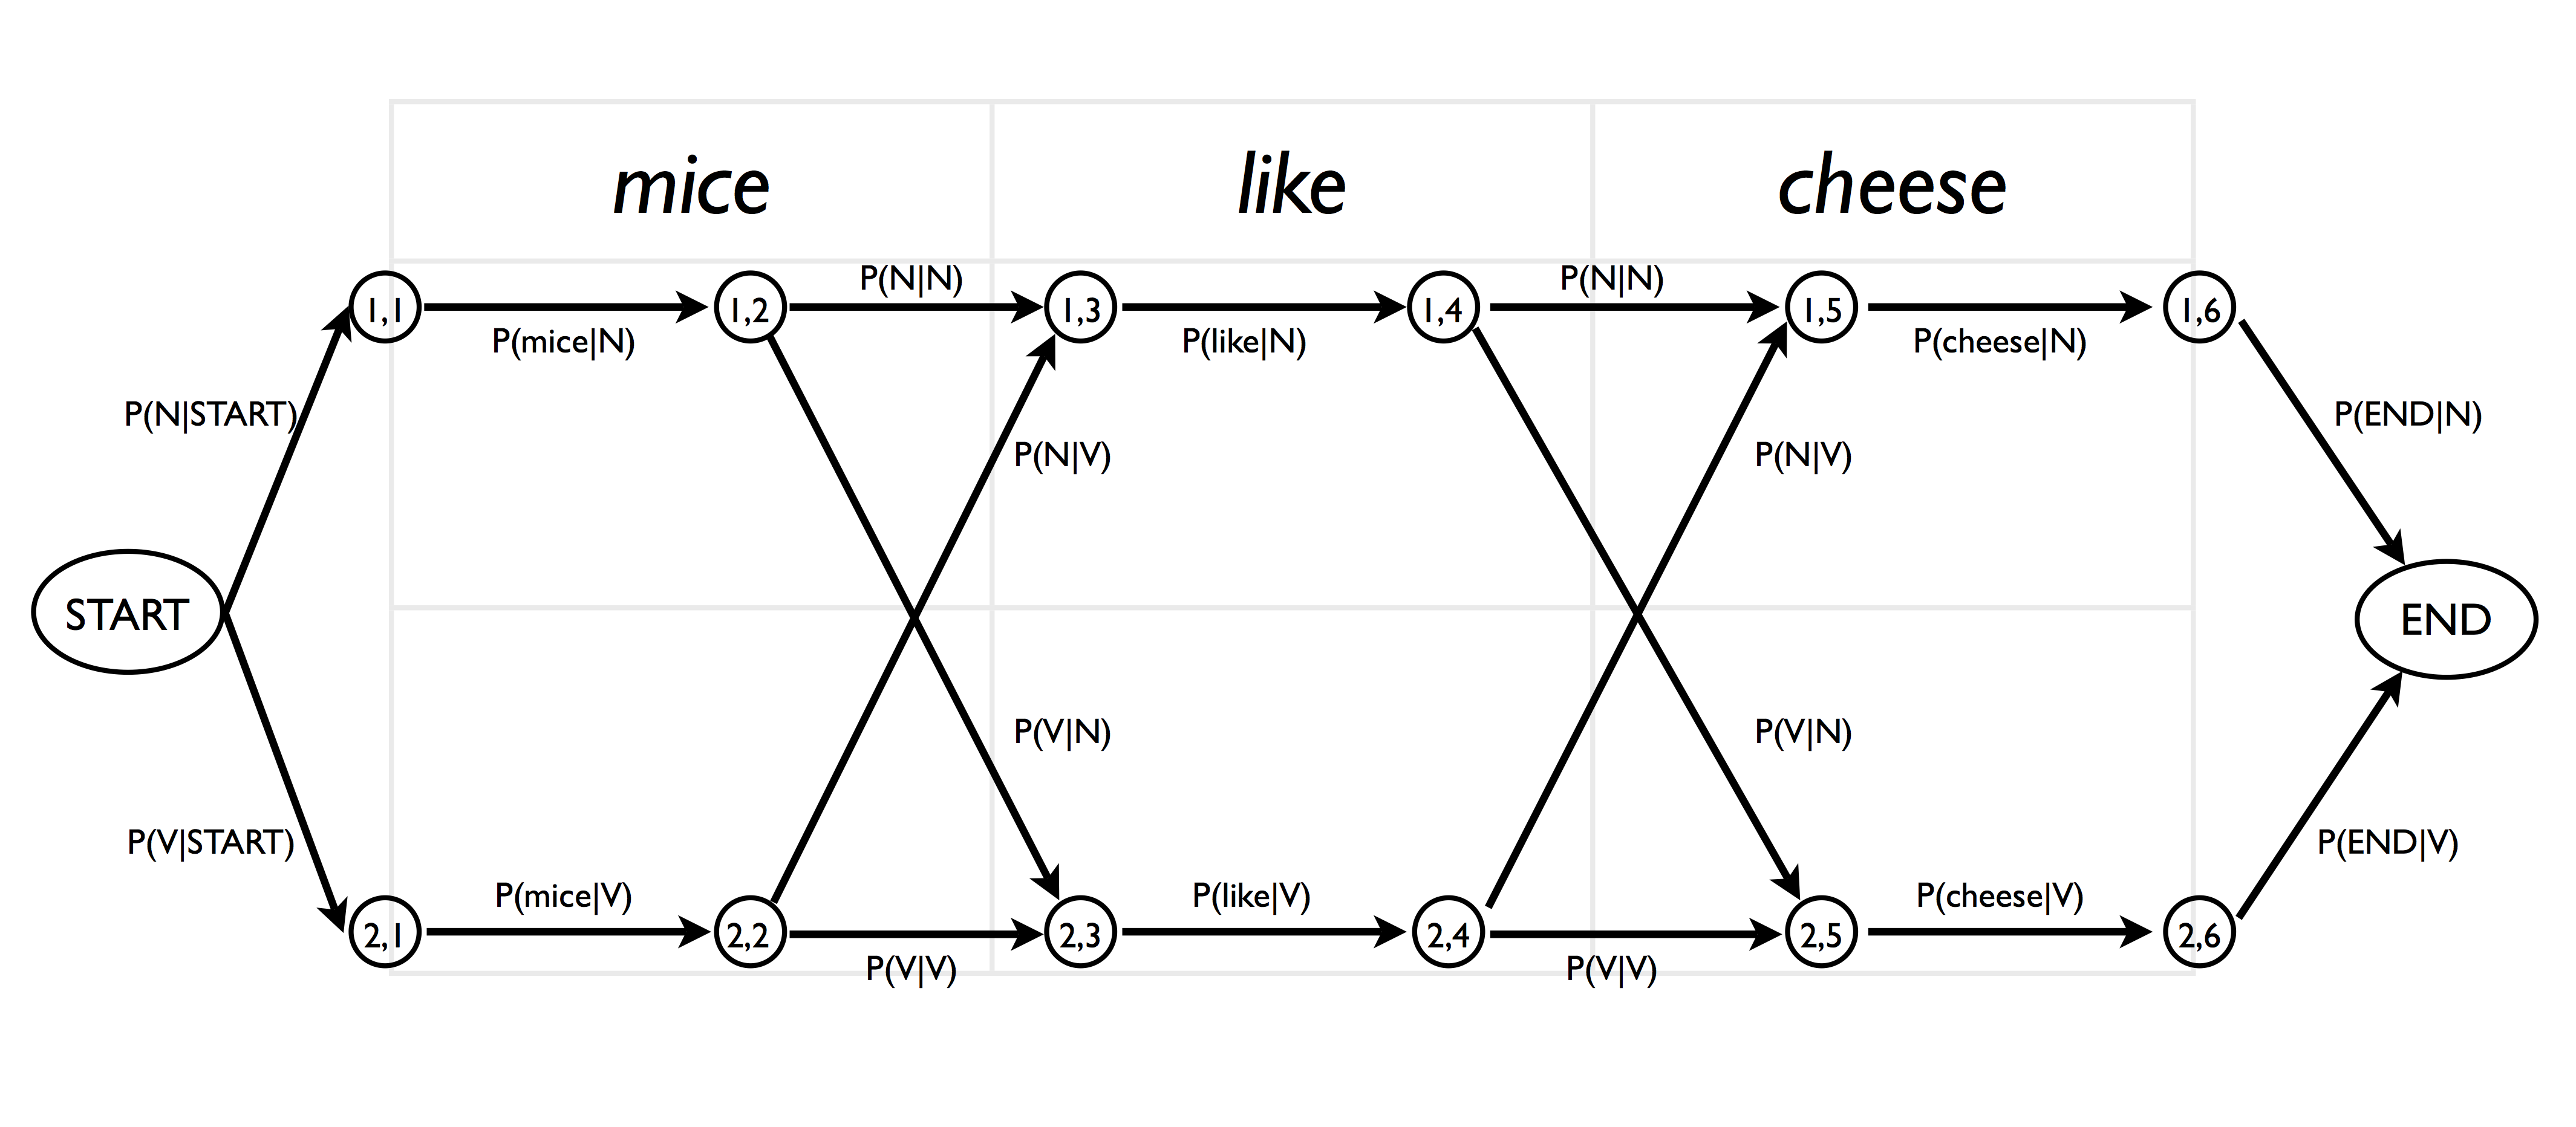 mice like cheese
P(N|N) P(N|N)
1,1 1,2 1,3 1,4 1,5 1,6
P(mice|N) P(like|N) P(cheese|N)
P(N|START) P(END|N)
P(N|V) P(N|V)
START END
P(V|N) P(V|N)
P(V|START) P(END|V)
P(mice|V) P(like|V) P(cheese|V)
2,1 2,2 2,3 2,4 2,5 2,6
P(V|V) P(V|V)